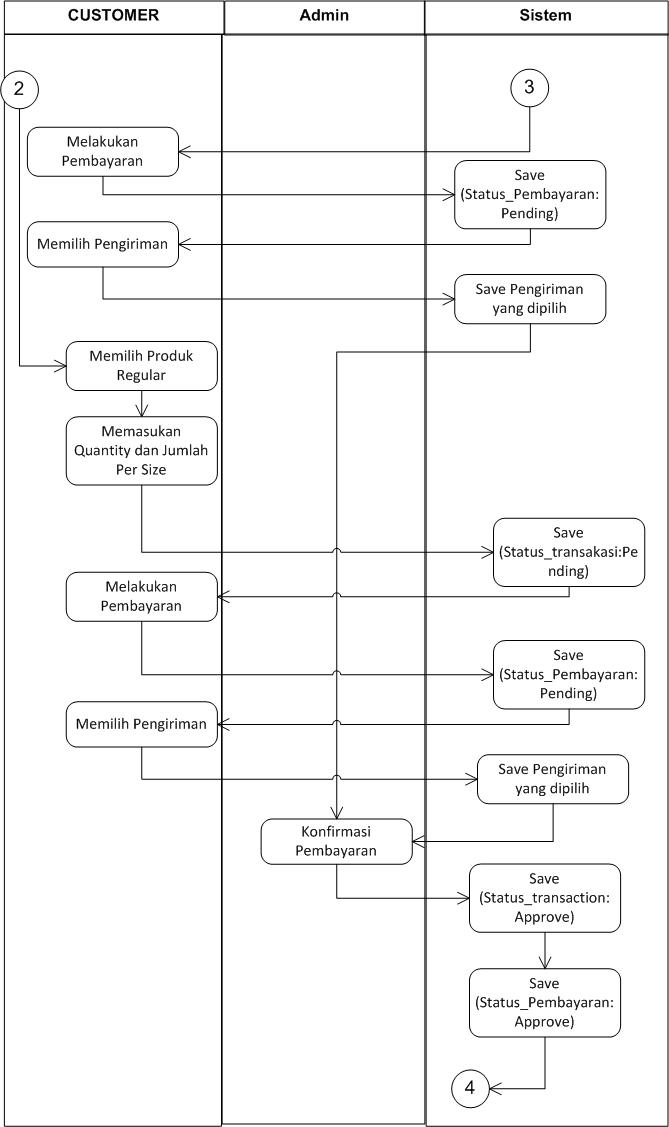 CUSTOMER
Admin
Sistem
2
3
Melakukan
Pembayaran
Save
(Status_Pembayaran:
Pending)
Memilih Pengiriman
Save Pengiriman
yang dipilih
Memilih Produk
Regular
Memasukan
Quantity dan Jumlah
Per Size
Save
(Status_transakasi:Pe
nding)
Melakukan
Pembayaran
Save
(Status_Pembayaran:
Pending)
Memilih Pengiriman
Save Pengiriman
yang dipilih
Konfirmasi
Pembayaran
Save
(Status_transaction:
Approve)
Save
(Status_Pembayaran:
Approve)
4